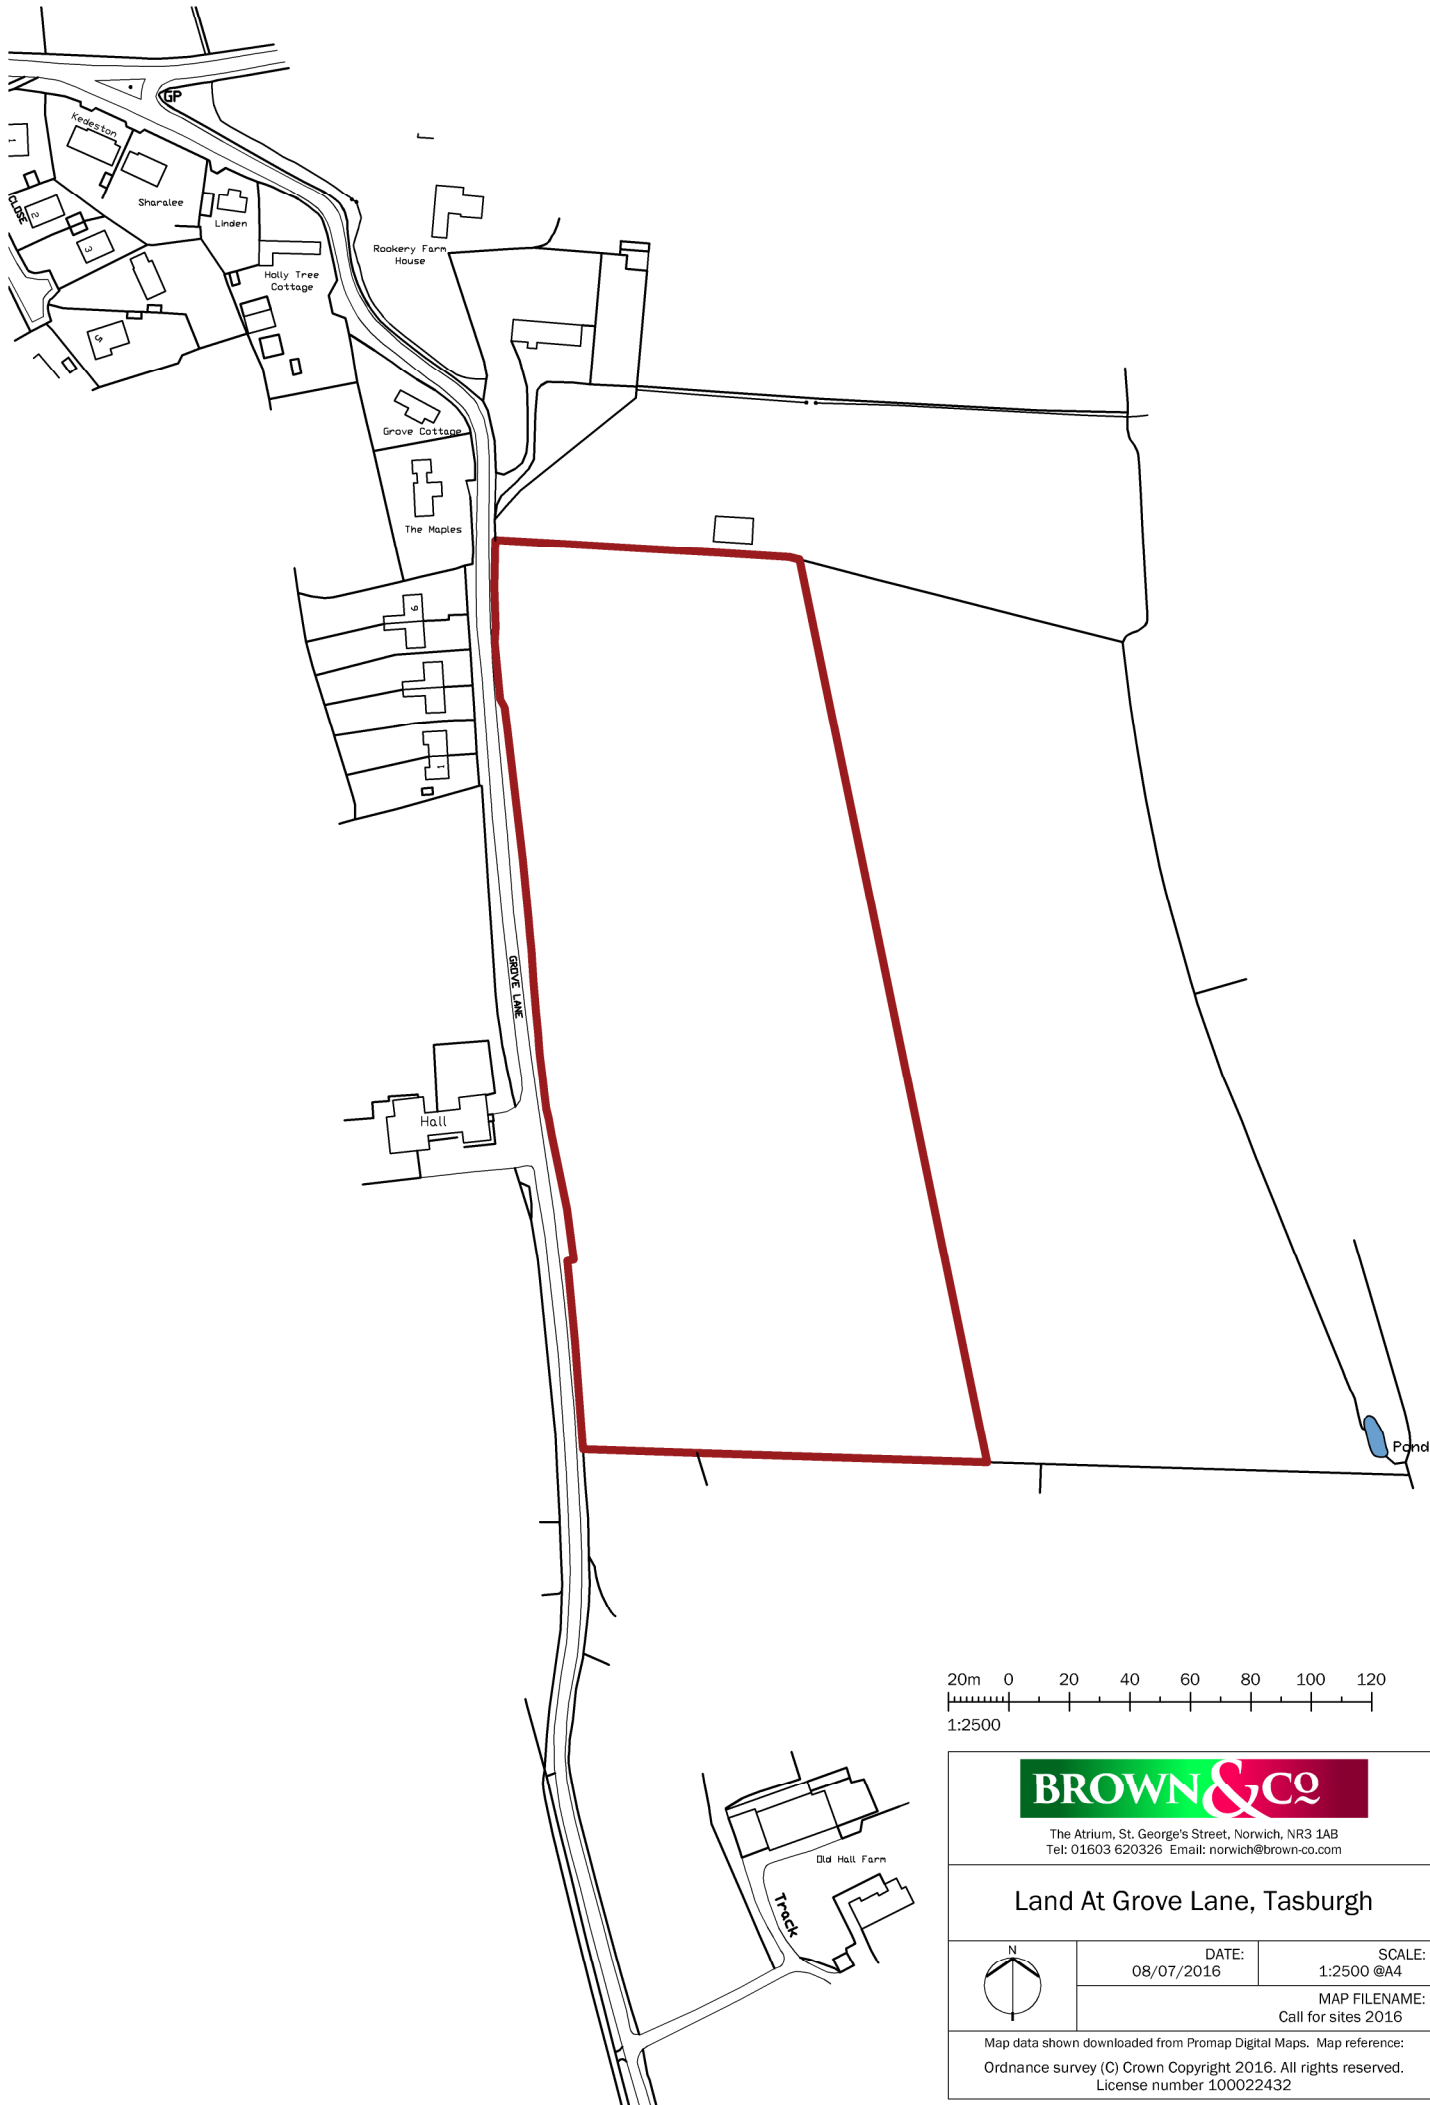 GP
Kedeston
1
Sharalee
CLOSE
2
Linden
3
Rookery Farm
House
Holly Tree
Cottage
5
Grove Cottage
The Maples
9
1
GROVE LANE
Hall
Pond
20m 0 20 40 60 80 100 120
1:2500
BROWN&CO
The Atrium, St. George's Street, Norwich, NR3 1AB
Tel: 01603 620326 Email: norwich@brown-co.com
Old Hall Farm
Track
Land At Grove Lane, Tasburgh
N
DATE:
08/07/2016
SCALE:
1:2500 @A4
MAP FILENAME:
Call for sites 2016
Map data shown downloaded from Promap Digital Maps. Map reference:
Ordnance survey (C) Crown Copyright 2016. All rights reserved.
License number 100022432